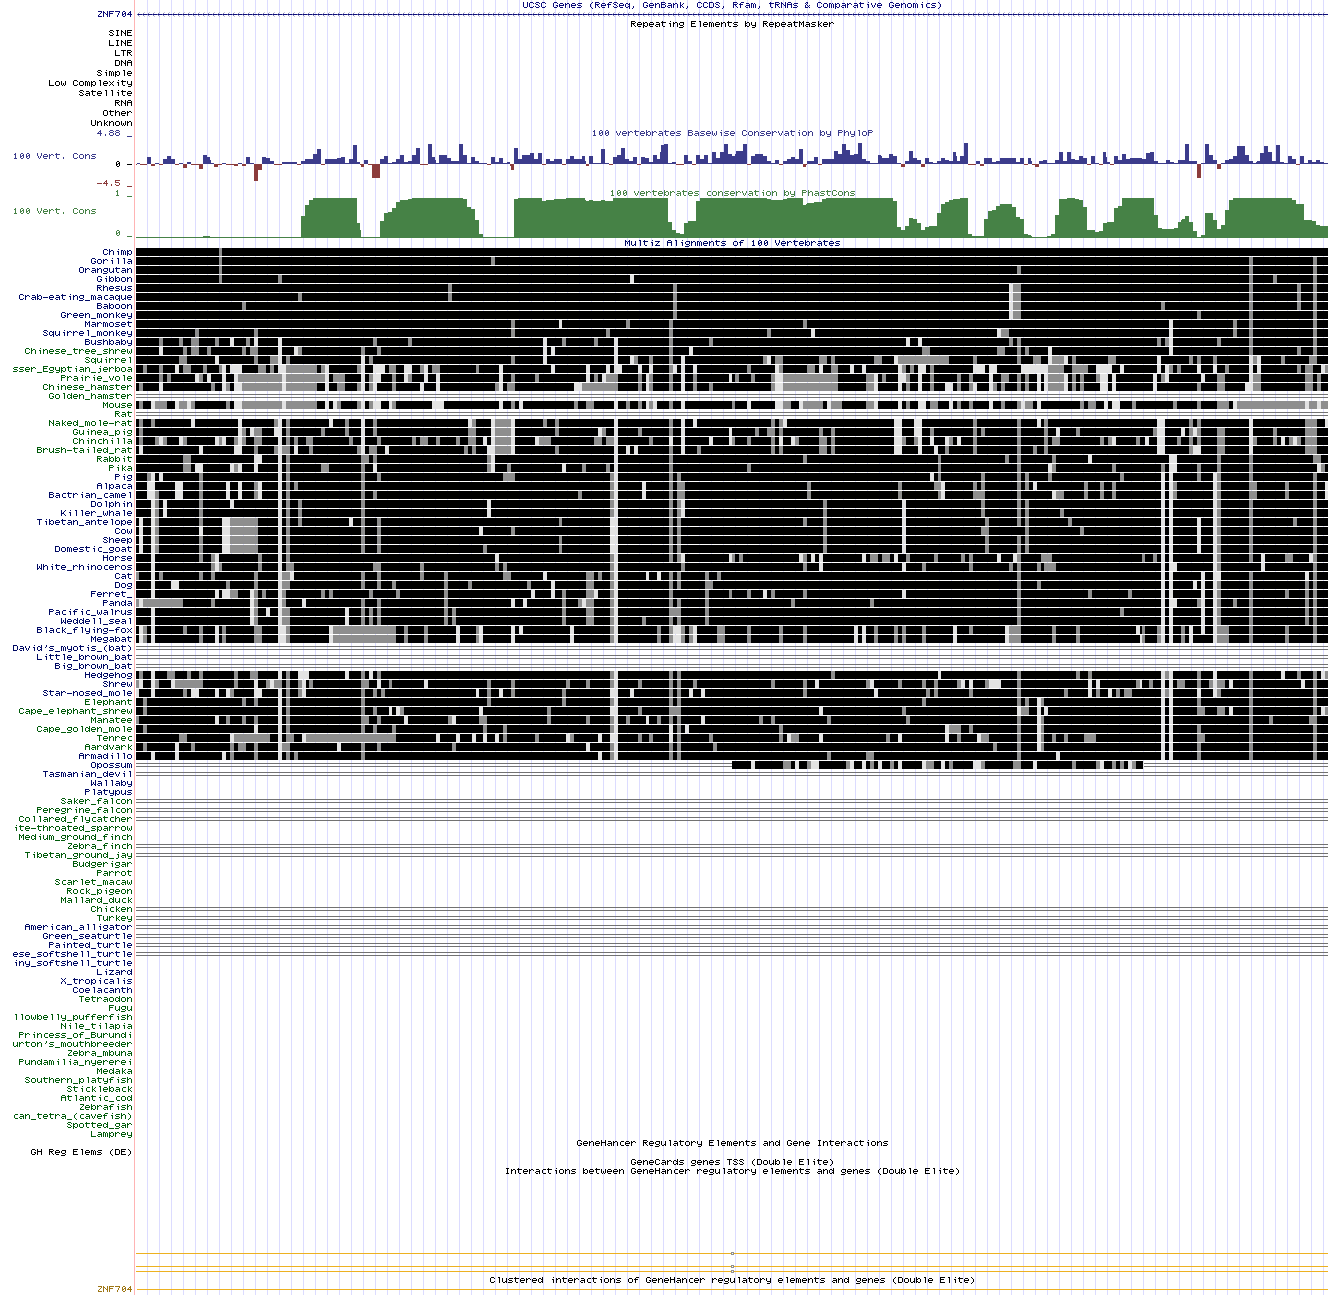 UCSC Genes (RefSeq, GenBank, CCDS, Rfam, tRNAs & Comparative Genomics)
ZNF704
Repeating Elements by RepeatMasker
SINE
LINE
LTR
DNA
Simple
Low Complexity
Satellite
RNA
Other
Unknown
4.88 _
100 vertebrates Basewise Conservation by PhyloP
100 Vert. Cons
0 _
-4.5 _
1 _
100 vertebrates conservation by PhastCons
100 Vert. Cons
0 _
Multiz Alignments of 100 Vertebrates
Chimp
Gorilla
Orangutan
Gibbon
Rhesus
Crab-eating_macaque
Baboon
Green_monkey
Marmoset
Squirrel_monkey
Bushbaby
Chinese_tree_shrew
Squirrel
sser_Egyptian_jerboa
Prairie_vole
Chinese_hamster
Golden_hamster
Mouse
Rat
Naked_mole-rat
Guinea_pig
Chinchilla
Brush-tailed_rat
Rabbit
Pika
Pig
Alpaca
Bactrian_camel
Dolphin
Killer_whale
Tibetan_antelope
Cow
Sheep
Domestic_goat
Horse
White_rhinoceros
Cat
Dog
Ferret_
Panda
Pacific_walrus
Weddell_seal
Black_flying-fox
Megabat
David's_myotis_(bat)
Little_brown_bat
Big_brown_bat
Hedgehog
Shrew
Star-nosed_mole
Elephant
Cape_elephant_shrew
Manatee
Cape_golden_mole
Tenrec
Aardvark
Armadillo
Opossum
Tasmanian_devil
Wallaby
Platypus
Saker_falcon
Peregrine_falcon
Collared_flycatcher
ite-throated_sparrow
Medium_ground_finch
Zebra_finch
Tibetan_ground_jay
Budgerigar
Parrot
Scarlet_macaw
Rock_pigeon
Mallard_duck
Chicken
Turkey
American_alligator
Green_seaturtle
Painted_turtle
ese_softshell_turtle
iny_softshell_turtle
Lizard
X_tropicalis
Coelacanth
Tetraodon
Fugu
llowbelly_pufferfish
Nile_tilapia
Princess_of_Burundi
urton's_mouthbreeder
Zebra_mbuna
Pundamilia_nyererei
Medaka
Southern_platyfish
Stickleback
Atlantic_cod
Zebrafish
can_tetra_(cavefish)
Spotted_gar
Lamprey
GeneHancer Regulatory Elements and Gene Interactions
GH Reg Elems (DE)
GeneCards genes TSS (Double Elite)
Interactions between GeneHancer regulatory elements and genes (Double Elite)
Clustered interactions of GeneHancer regulatory elements and genes (Double Elite)
ZNF704